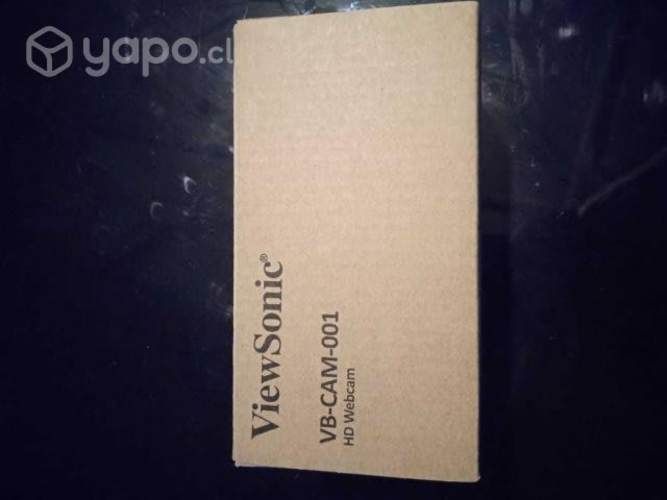 yapo.cl
ViewSonic®
VB-CAM-001
HD Webcam